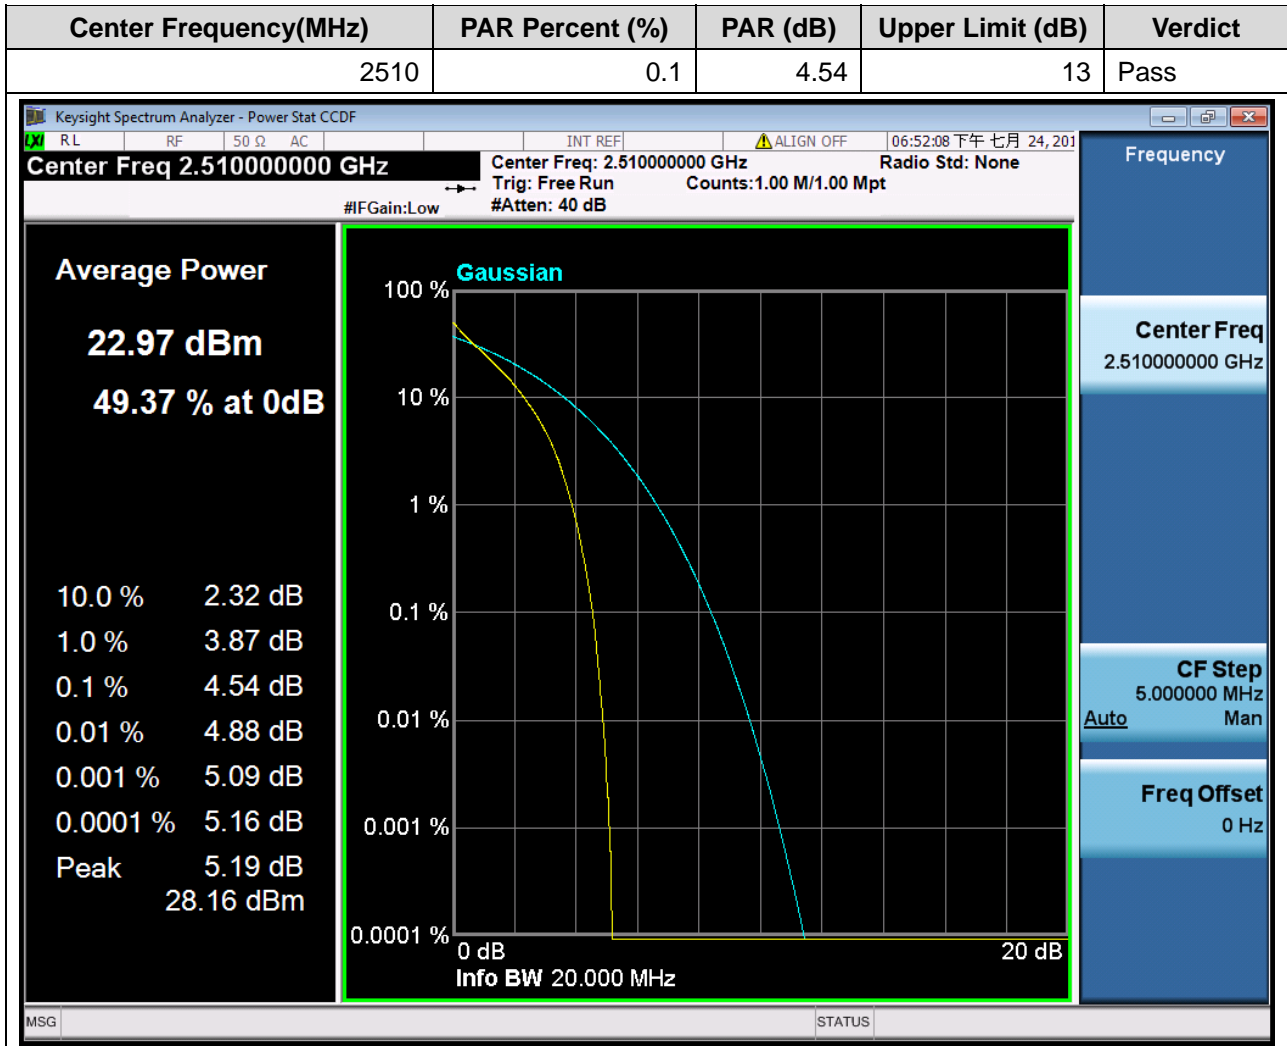 Center Frequency(MHz) PAR Percent (%) PAR (dB) Upper Limit (dB) Verdict
2510 0.1 4.54 13 Pass
Keysight Spectrum Analyzer - Power Stat CCDF
LXI RL RF 50 Ω AC INT REF ALIGN OFF 06:52:08 下午 七月 24, 201
Center Freq 2.510000000 GHz
Center Freq: 2.510000000 GHz Radio Std: None
Trig: Free Run Counts:1.00 M/1.00 Mpt
#IFGain:Low #Atten: 40 dB
Frequency
Average Power
22.97 dBm
49.37 % at 0dB
10.0 % 2.32 dB
1.0 % 3.87 dB
0.1 % 4.54 dB
0.01 % 4.88 dB
0.001 % 5.09 dB
0.0001 % 5.16 dB
Peak 5.19 dB
28.16 dBm
Gaussian
100 %
10 %
1 %
0.1 %
0.01 %
0.001 %
0.0001 %
0 dB 20 dB
Info BW 20.000 MHz
Center Freq
2.510000000 GHz
CF Step
5.000000 MHz
Auto Man
Freq Offset
0 Hz
MSG STATUS